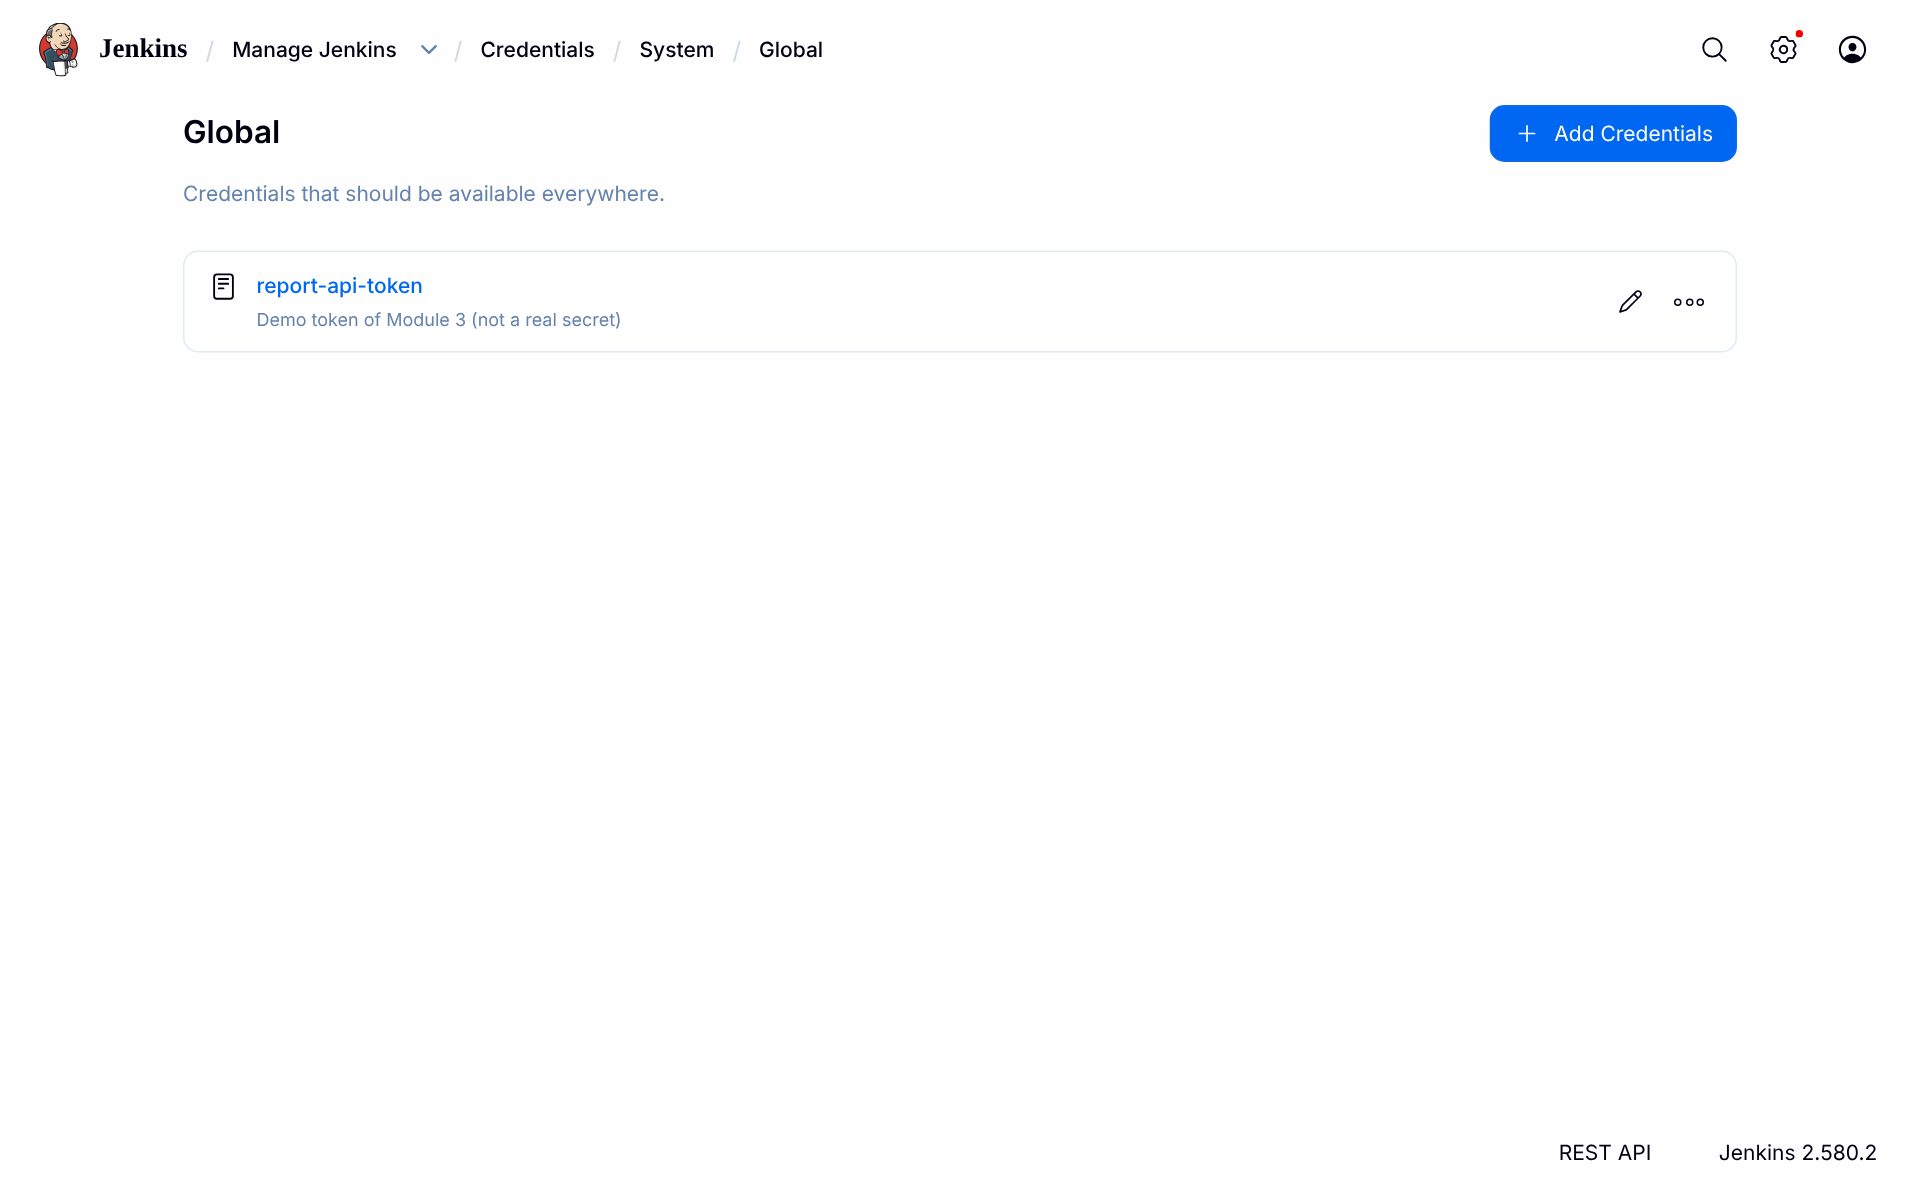 Jenkins / Manage Jenkins / Credentials / System / Global
Global
Add Credentials
Credentials that should be available everywhere.
report-api-token
Demo token of Module 3 (not a real secret)
REST API
Jenkins 2.580.2